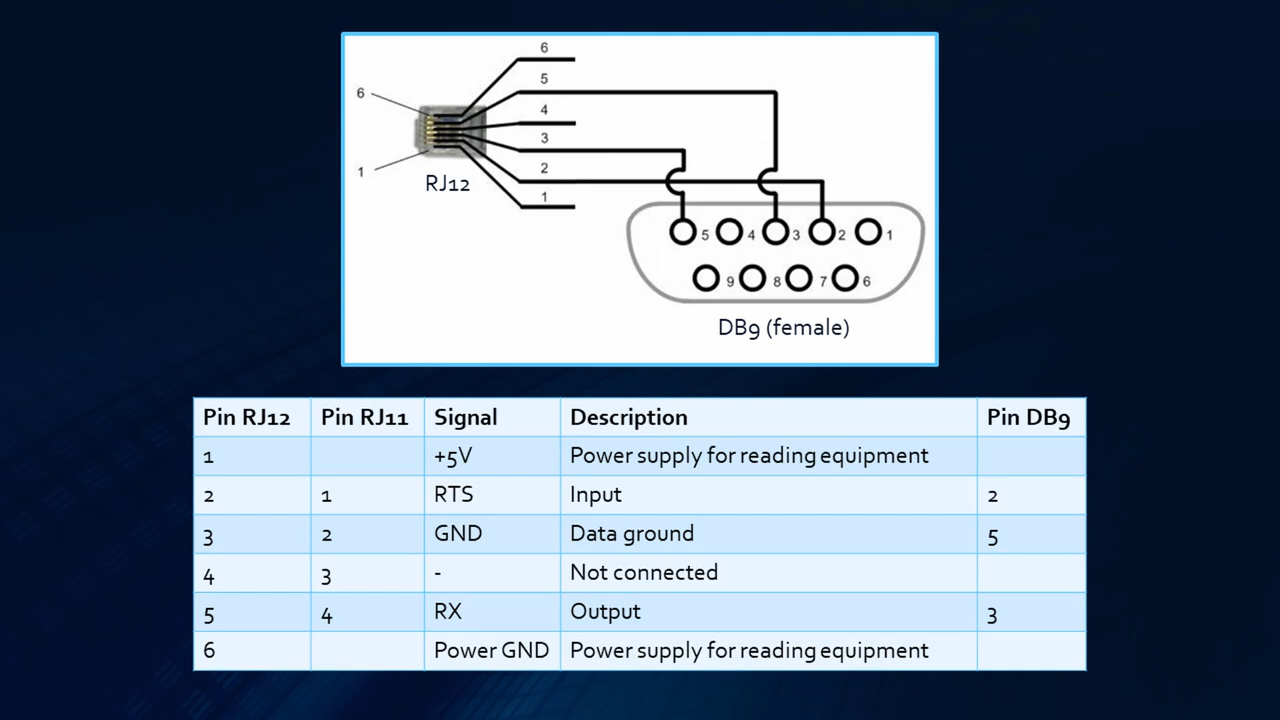 6
5
6
4
3
1
2
RJ12
1
5 4 3 2 1
9 8 7 6
DB9 (female)
Pin RJ12 Pin RJ11 Signal Description Pin DB9
1 +5V Power supply for reading equipment
2 1 RTS Input 2
3 2 GND Data ground 5
4 3 - Not connected
5 4 RX Output 3
6 Power GND Power supply for reading equipment